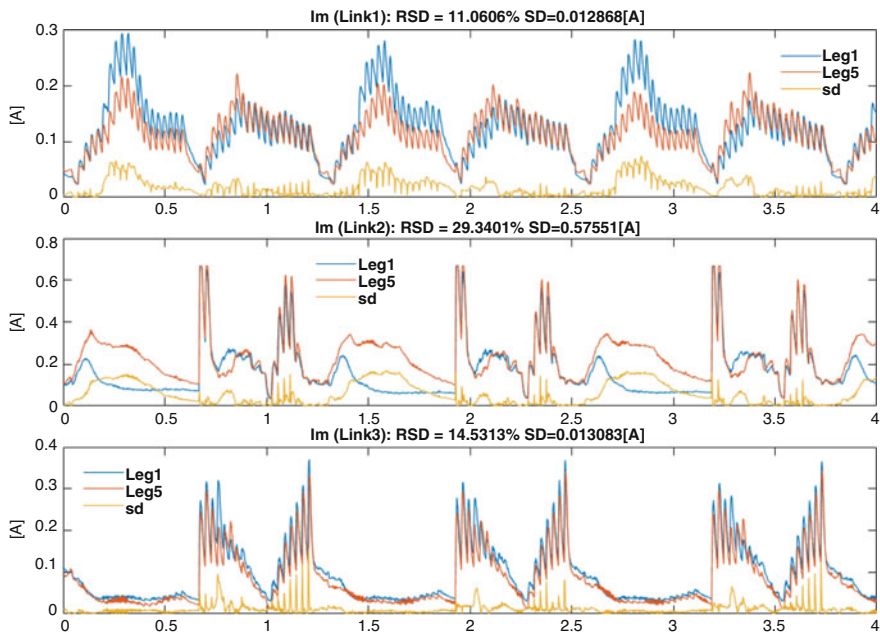 Im (Link1): RSD = 11.0606% SD=0.012868[A]
0.3
0.2
0.1
0
[A]
Leg1
Leg5
sd
0 0.5 1 1.5 2 2.5 3 3.5 4
Im (Link2): RSD = 29.3401% SD=0.57551[A]
0.8
0.6
0.4
0.2
0
[A]
Leg1
Leg5
sd
0 0.5 1 1.5 2 2.5 3 3.5 4
Im (Link3): RSD = 14.5313% SD=0.013083[A]
0.4
0.3
0.2
0.1
0
[A]
Leg1
Leg5
sd
0 0.5 1 1.5 2 2.5 3 3.5 4